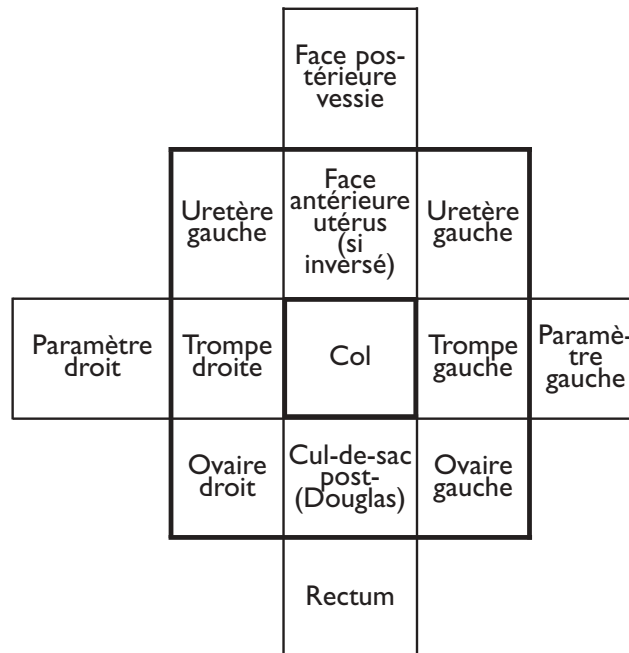 Face pos-
térieure
vessie
Uretère
gauche
Face
antérieure
utérus
(si
inversé)
Uretère
gauche
Paramètre
droit
Trompe
droite
Col
Trompe
gauche
Paramè-
tre
gauche
Ovaire
droit
Cul-de-sac
post-
(Douglas)
Ovaire
gauche
Rectum